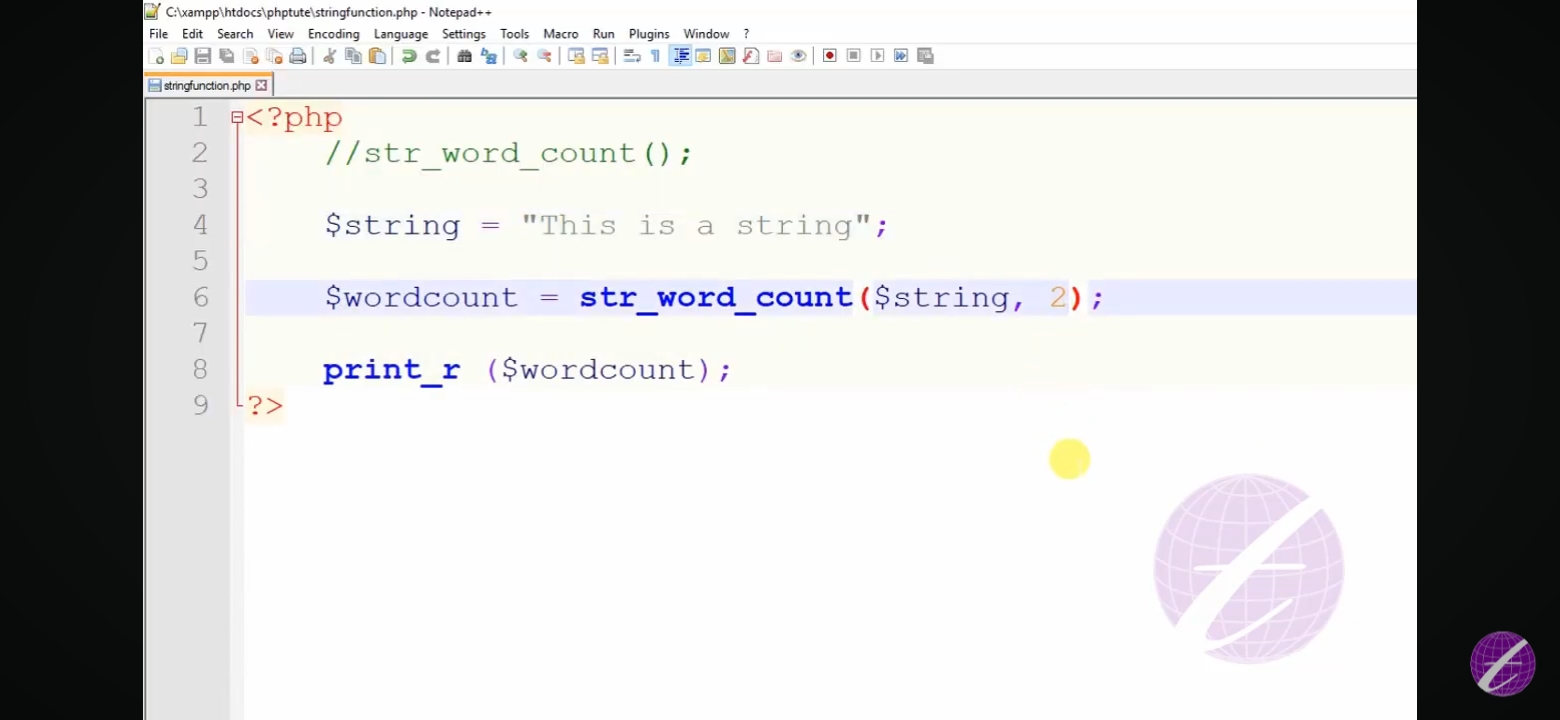 C:\xampp\htdocs\phptute\stringfunction.php - Notepad++
File Edit Search View Encoding Language Settings Tools Macro Run Plugins Window ?
stringfunction.php
1 <?php
2 //str_word_count();
3
4 $string = "This is a string";
5
6 $wordcount = str_word_count($string, 2);
7
8 print_r ($wordcount);
9 ?>